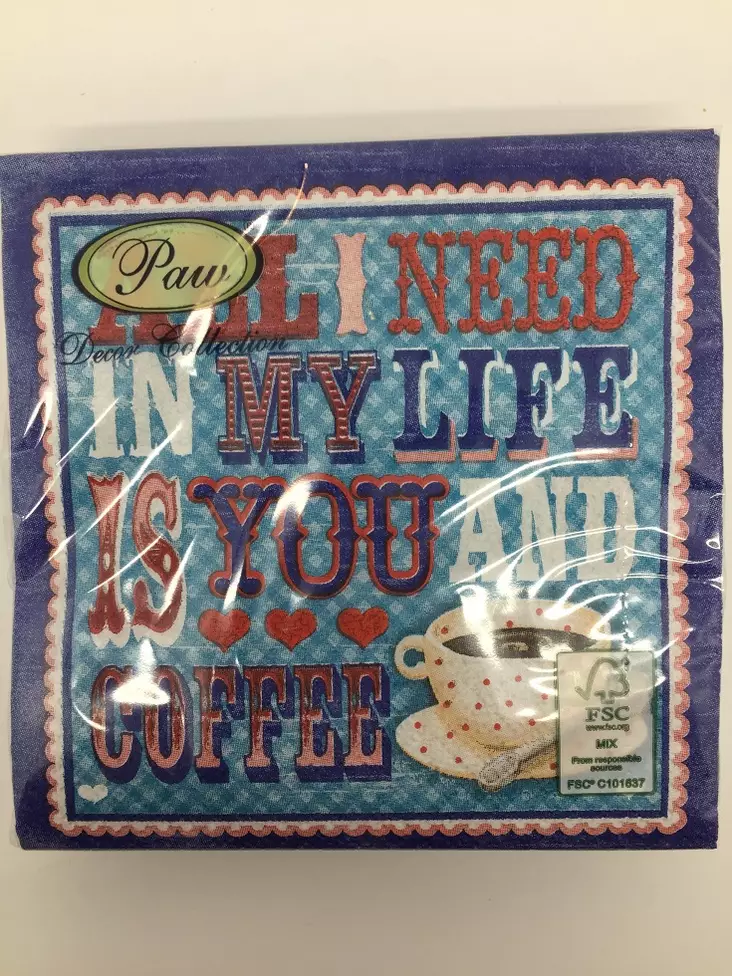 Paw
Decor Collection
ALL I NEED
IN MY LIFE
IS YOU AND
COFFEE
FSC
www.fsc.org
MIX
From responsible
sources
FSC® C101637